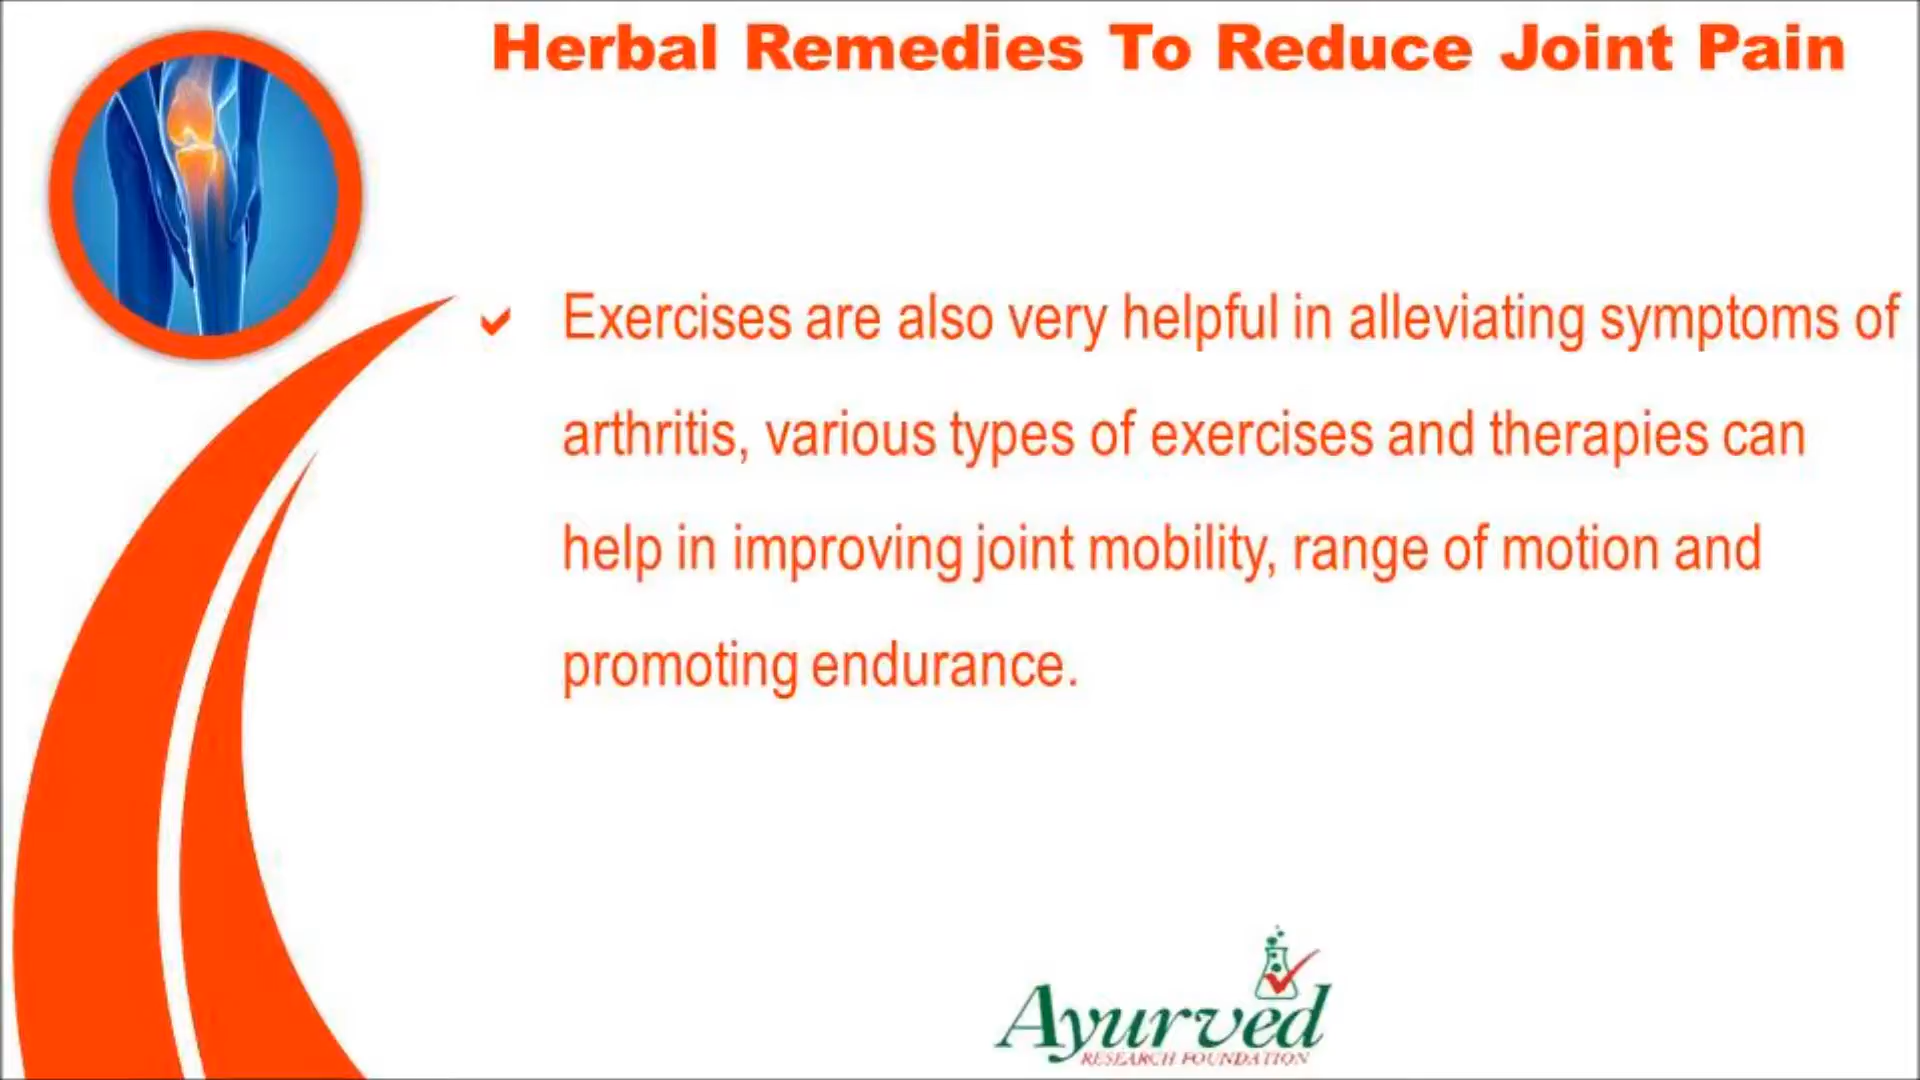 Herbal Remedies To Reduce Joint Pain
Exercises are also very helpful in alleviating symptoms of
arthritis, various types of exercises and therapies can
help in improving joint mobility, range of motion and
promoting endurance.
Ayurved
RESEARCH FOUNDATION